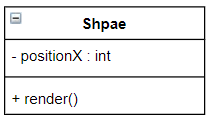 Shpae
- positionX : int
+ render()